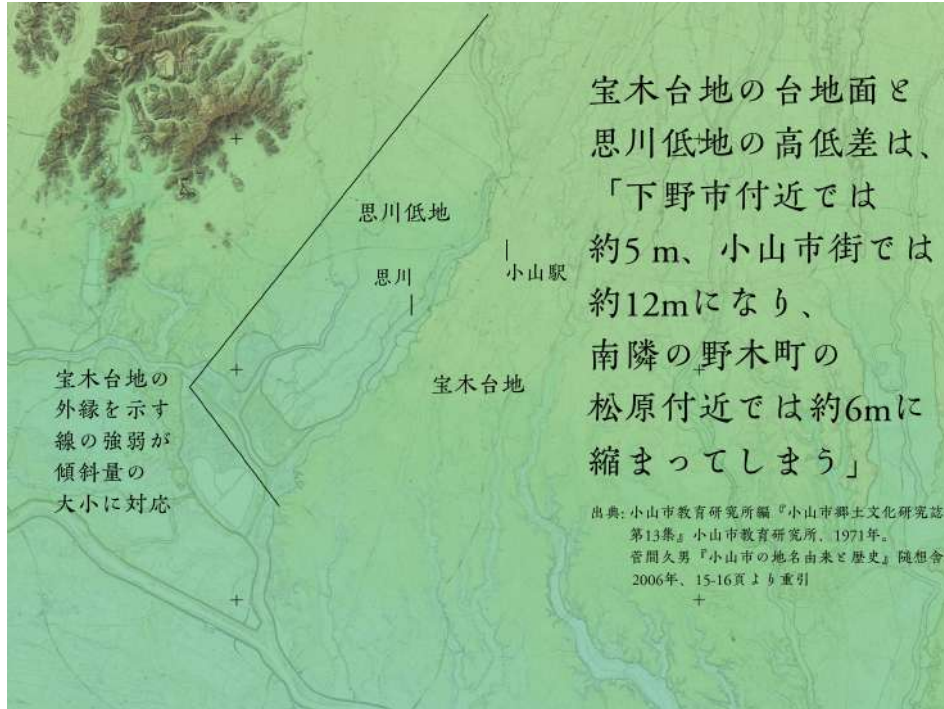 宝木台地の台地面と
思川低地の高低差は、
「下野市付近では
約5 m、小山市街では
約12mになり、
南隣の野木町の
松原付近では約6mに
縮まってしまう」
出典: 小山市教育研究所編『小山市郷土文化研究誌
第13集』小山市教育研究所、1971年。
菅間久男『小山市の地名由来と歴史』随想舎
2006年、15-16頁より重引
思川低地
思川
小山駅
宝木台地
宝木台地の
外縁を示す
線の強弱が
傾斜量の
大小に対応